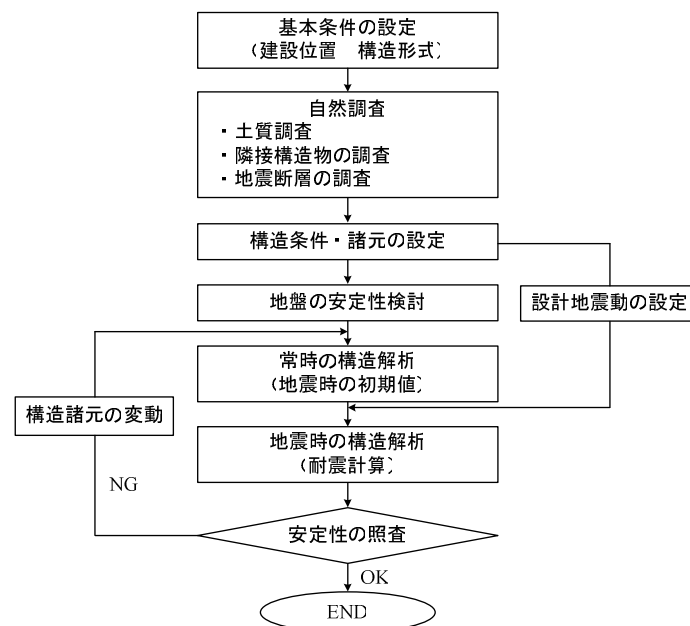 基本条件の設定
(建設位置　構造形式)
自然調査
・土質調査
・隣接構造物の調査
・地震断層の調査
構造条件・諸元の設定
地盤の安定性検討
設計地震動の設定
常時の構造解析
(地震時の初期値)
構造諸元の変動
地震時の構造解析
(耐震計算)
NG
安定性の照査
OK
END